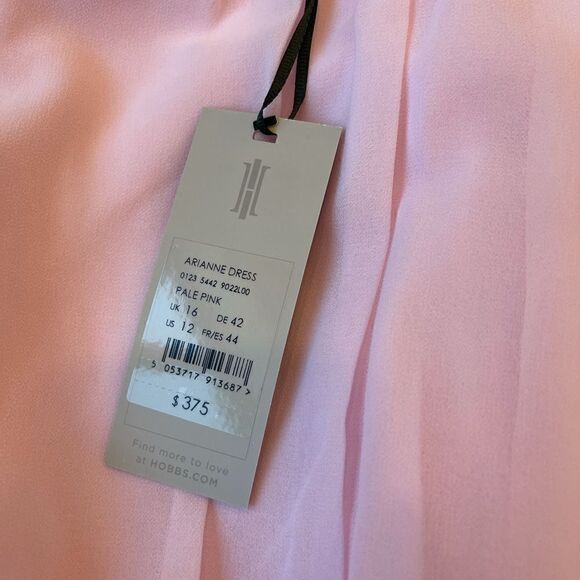 ARIANNE DRESS
0123 5442 9022L00
PALE PINK
UK 16 DE 42
US 12 FR/ES 44
5 053717 913687 >
$ 375
Find more to love
at HOBBS.COM